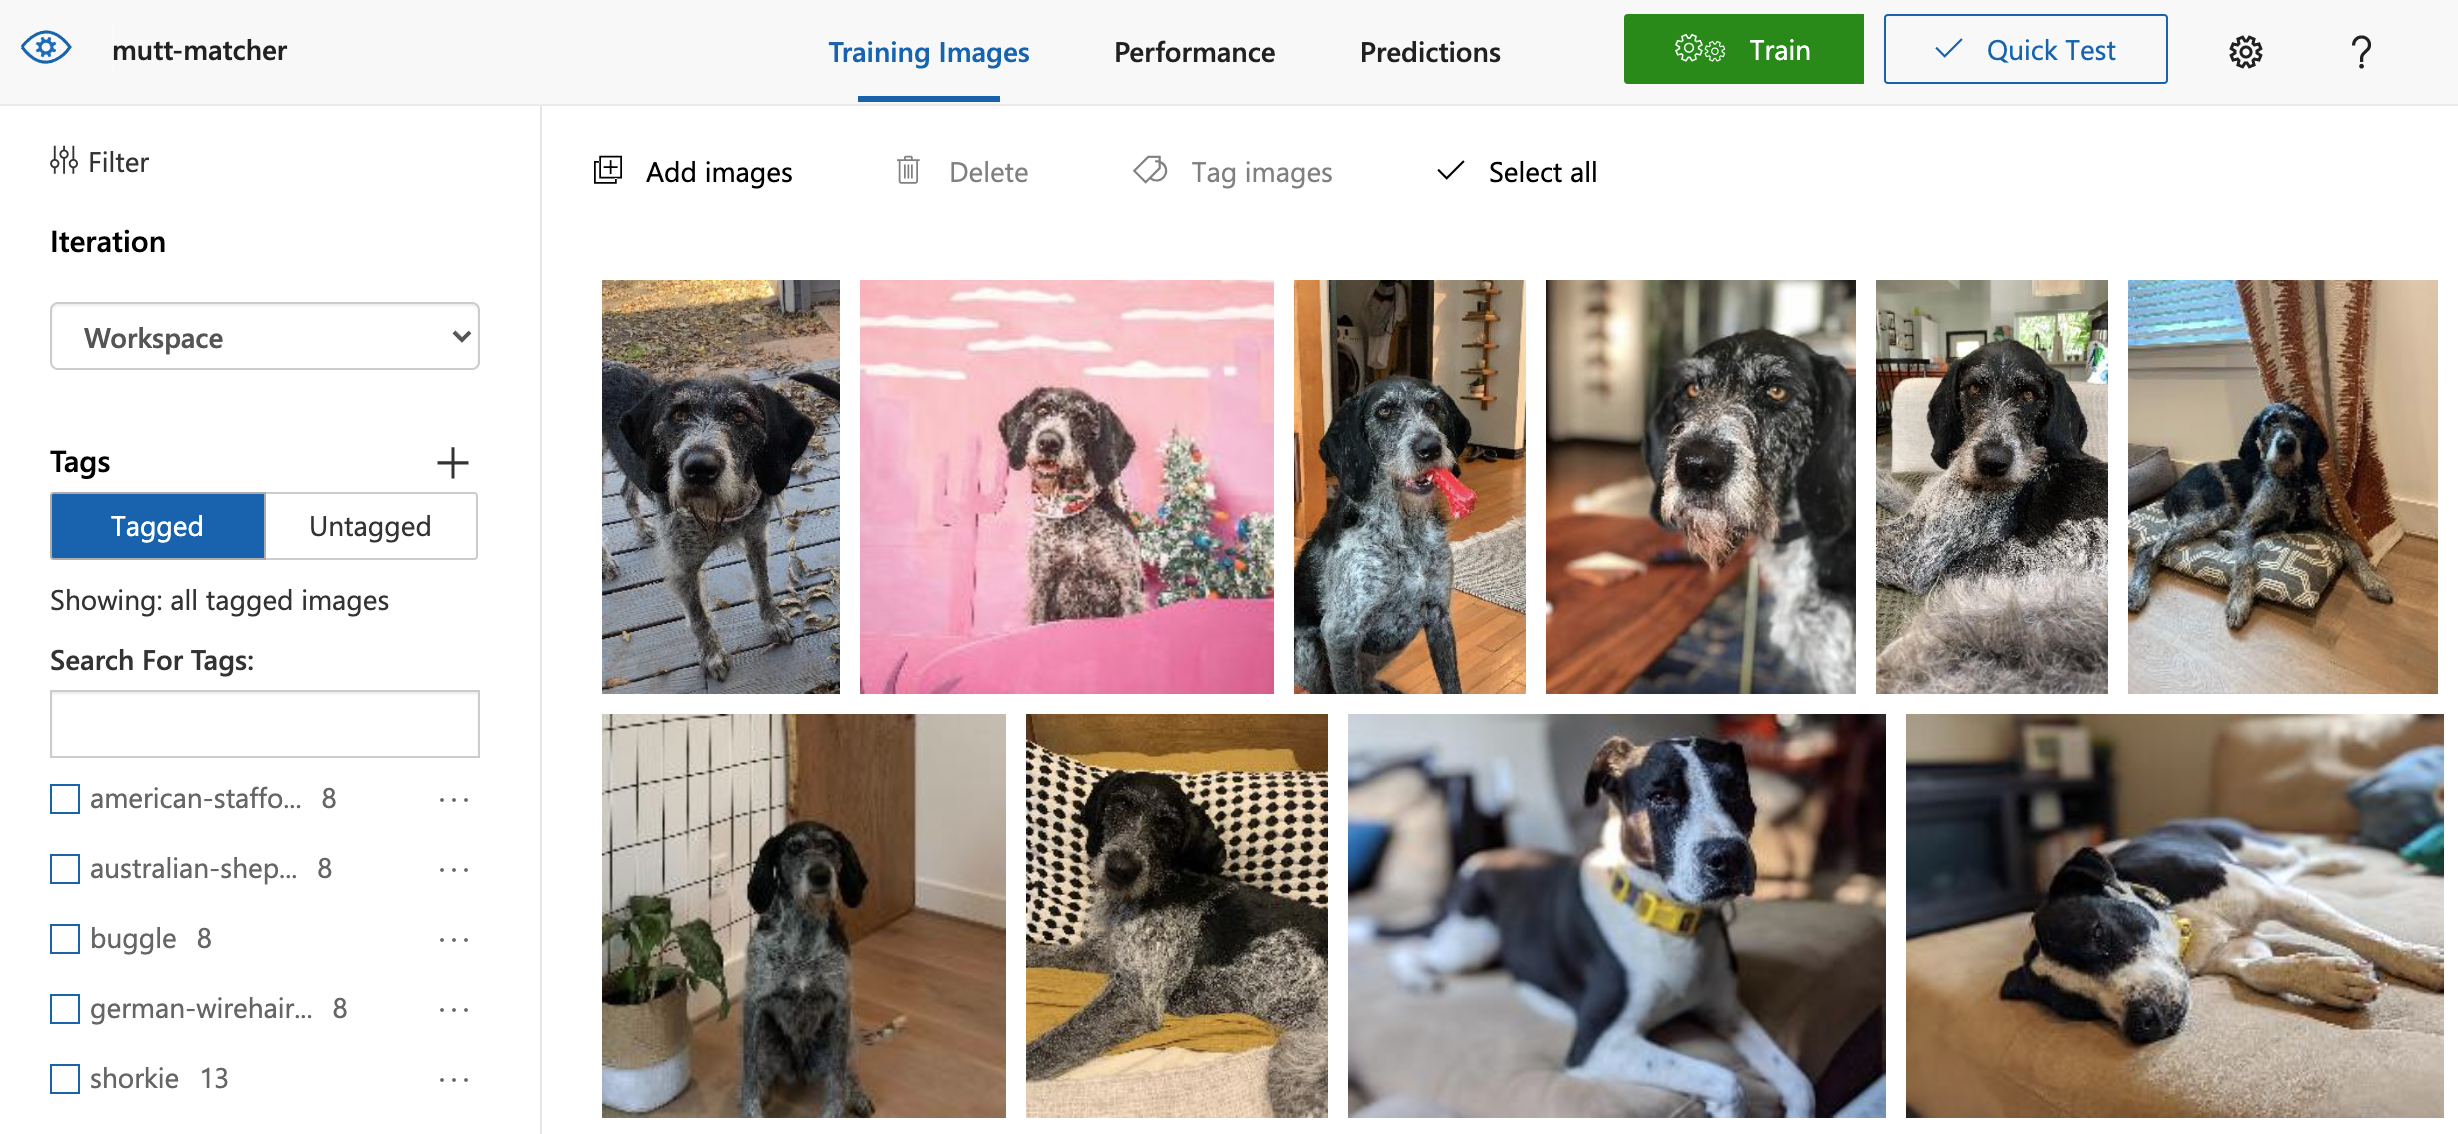 mutt-matcher
Training Images
Performance
Predictions
Train
Quick Test
?
Filter
Iteration
Workspace
Tags
Tagged
Untagged
Showing: all tagged images
Search For Tags:
american-staffo... 8
australian-shep... 8
buggle 8
german-wirehair... 8
shorkie 13
Add images
Delete
Tag images
Select all